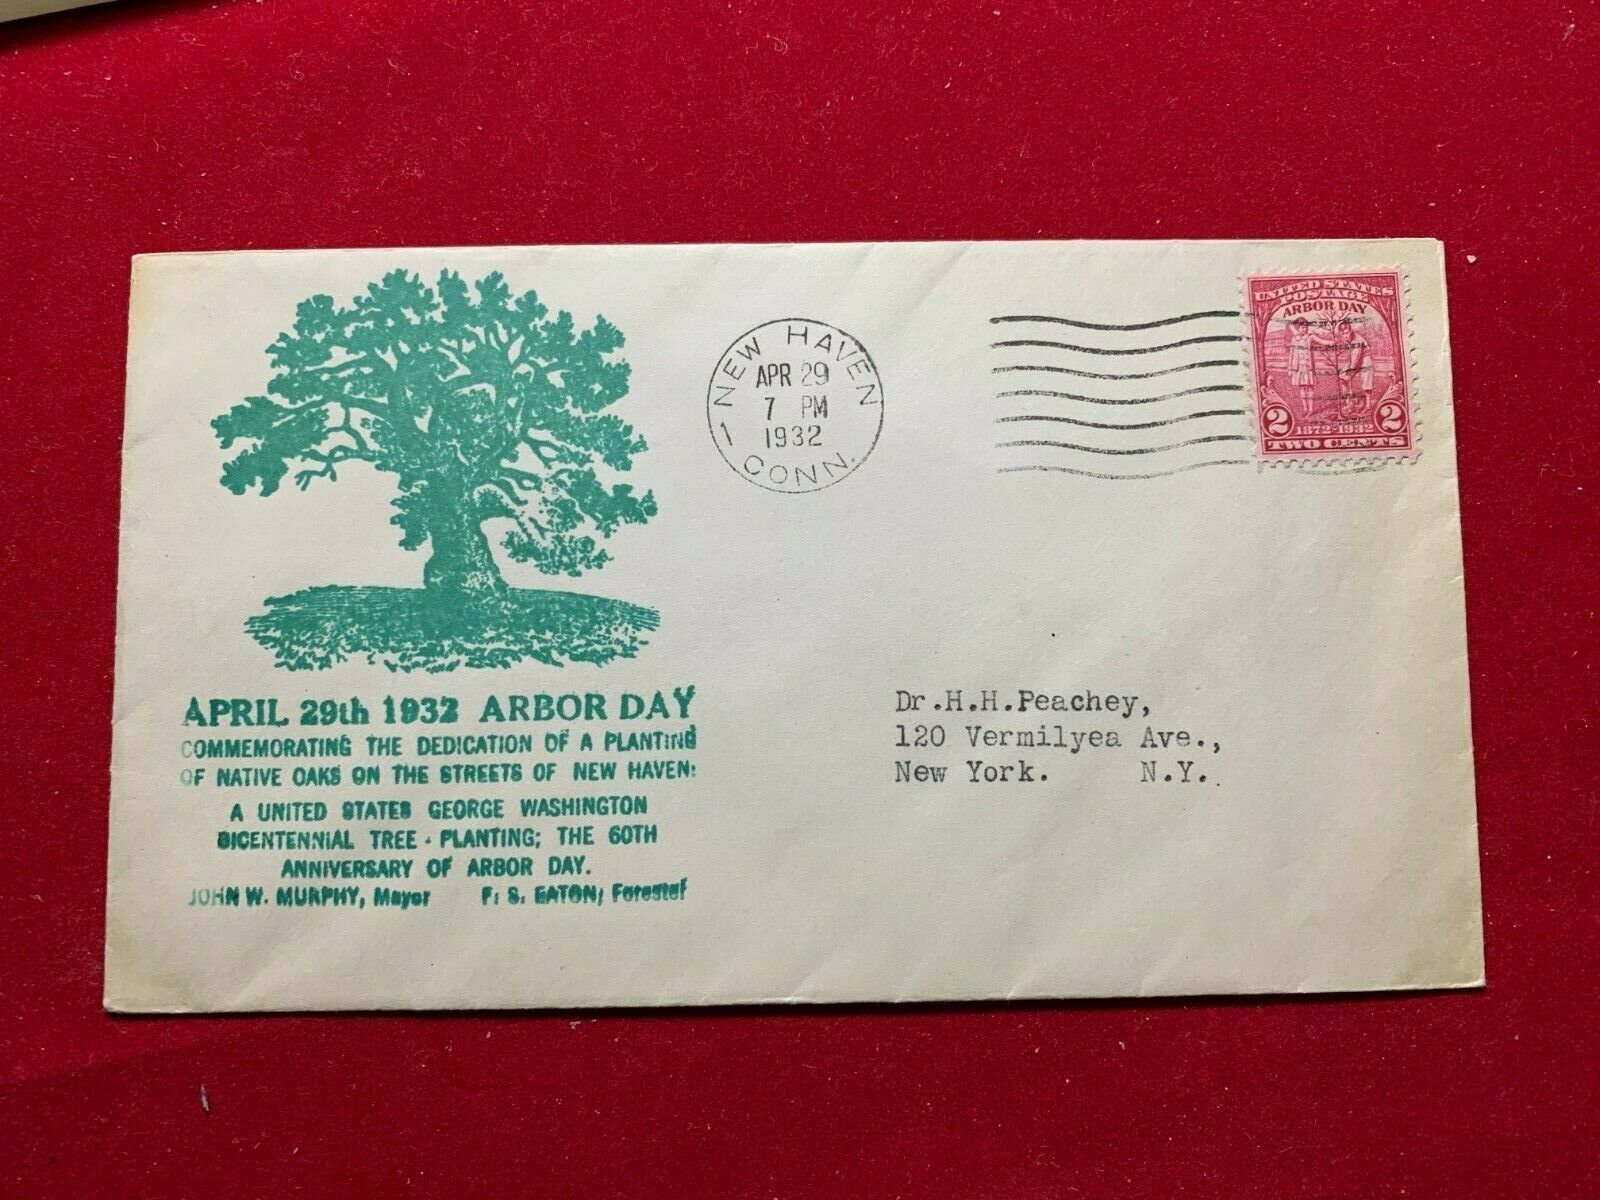 NEW HAVEN
APR 29
7 PM
1932
1
CONN.
UNITED STATES
POSTAGE
ARBOR DAY
2 2
1872-1932
TWO CENTS
APRIL 29th 1932 ARBOR DAY
COMMEMORATING THE DEDICATION OF A PLANTING
OF NATIVE OAKS ON THE STREETS OF NEW HAVEN:
A UNITED STATES GEORGE WASHINGTON
BICENTENNIAL TREE - PLANTING; THE 60TH
ANNIVERSARY OF ARBOR DAY.
JOHN W. MURPHY, Mayor F. S. EATON, Forester
Dr.H.H.Peachey,
120 Vermilyea Ave.,
New York. N.Y.